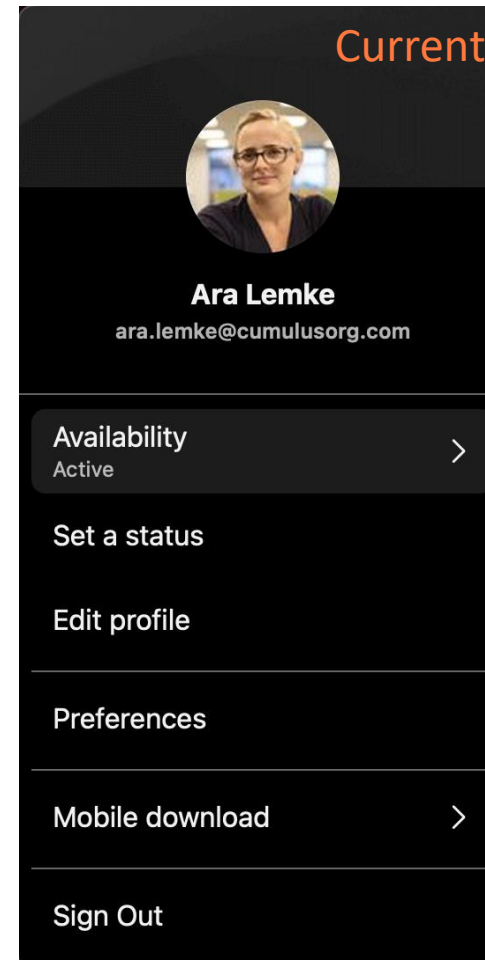 Current
Ara Lemke
ara.lemke@cumulusorg.com
Availability
Active
Set a status
Edit profile
Preferences
Mobile download
Sign Out